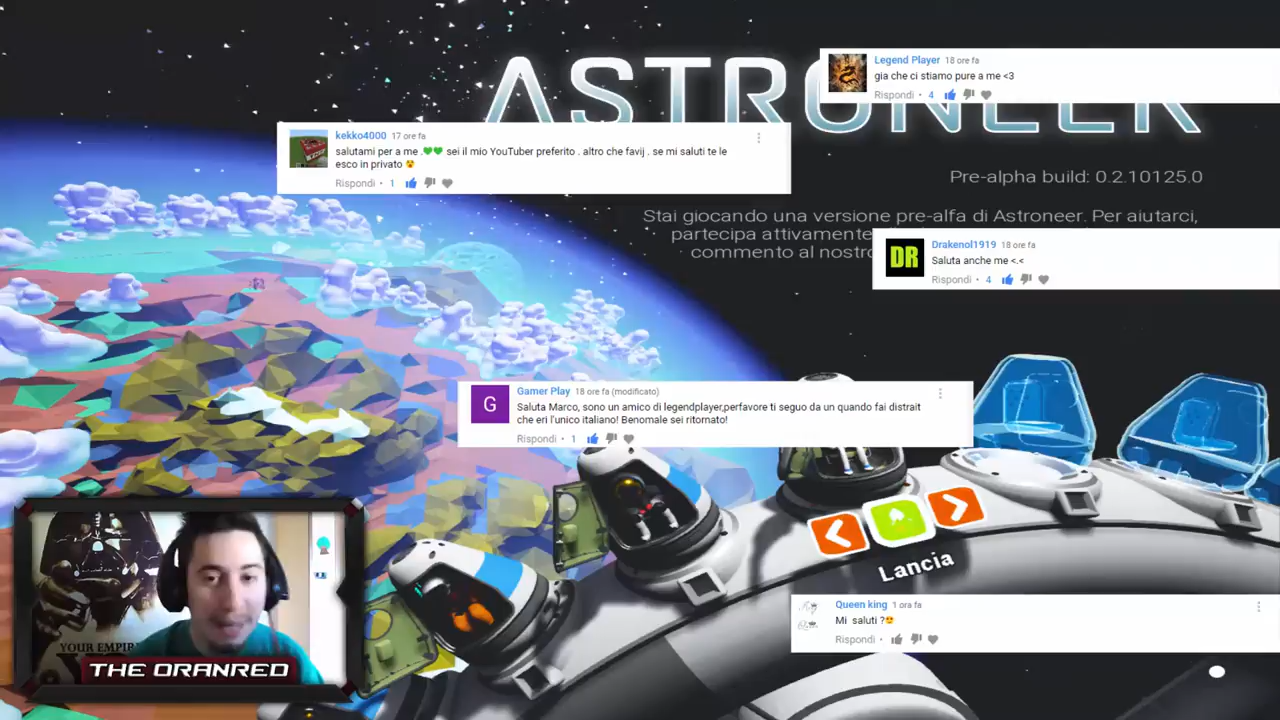 ASTRONEER
Legend Player 18 ore fa
gia che ci stiamo pure a me <3
Rispondi • 4
kekko4000 17 ore fa
salutami per a me .💚💚 sei il mio YouTuber preferito . altro che favij . se mi saluti te le
esco in privato 😲
Rispondi • 1
Pre-alpha build: 0.2.10125.0
Stai giocando una versione pre-alfa di Astroneer. Per aiutarci,
partecipa attivamente
commento al nostro
DR
Drakenol1919 18 ore fa
Saluta anche me <.<
Rispondi • 4
G
Gamer Play 18 ore fa (modificato)
Saluta Marco, sono un amico di legendplayer,perfavore ti seguo da un quando fai distrait
che eri l'unico italiano! Benomale sei ritornato!
Rispondi • 1
Lancia
Queen king 1 ora fa
Mi saluti ?😍
Rispondi •
YOUR EMPIR
THE ORANRED